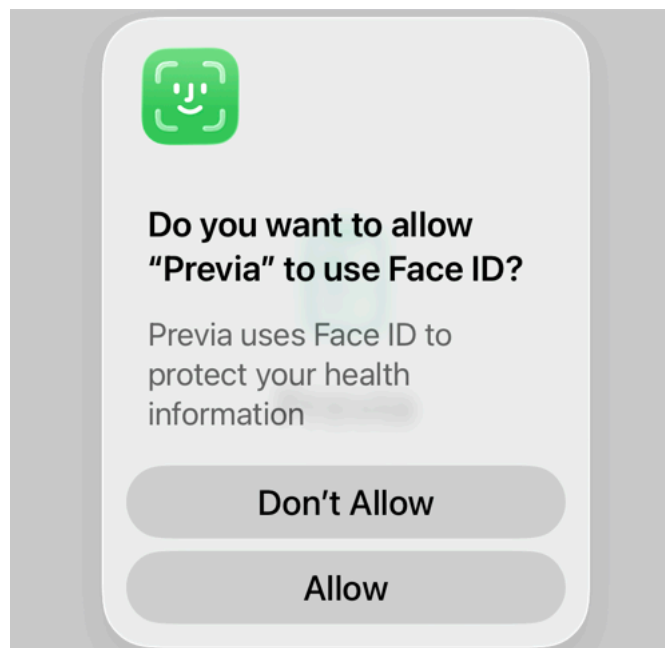 Do you want to allow
“Previa” to use Face ID?
Previa uses Face ID to
protect your health
information
Don’t Allow
Allow